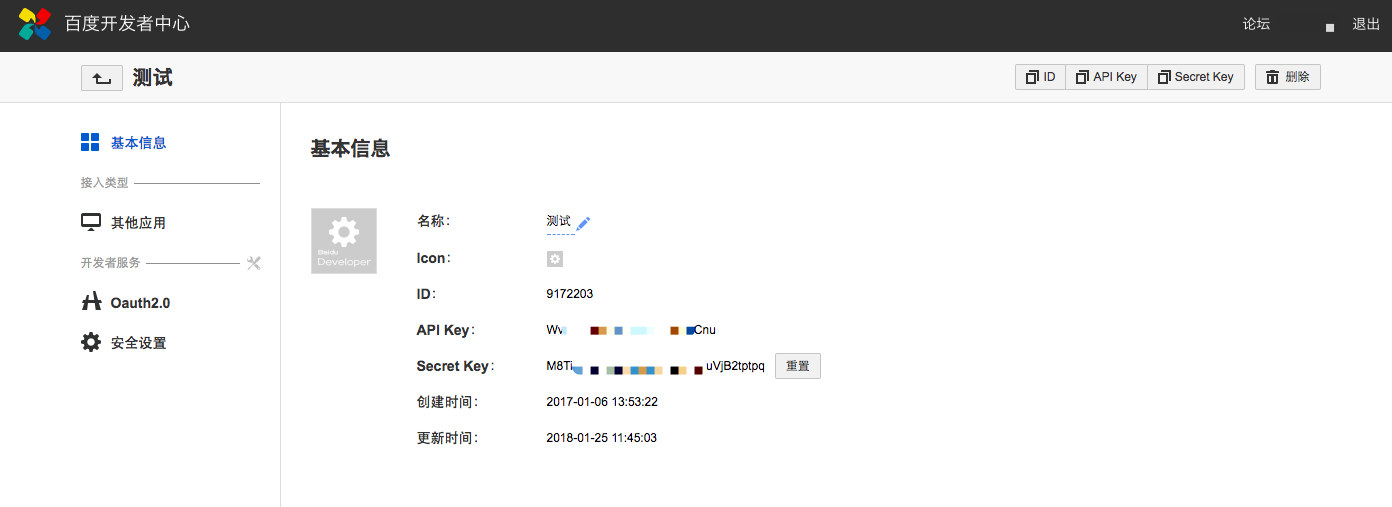 百度开发者中心 论坛 退出
测试 ID API Key Secret Key 删除
基本信息
接入类型
其他应用
开发者服务
Oauth2.0
安全设置
基本信息
Baidu
Developer
名称: 测试
Icon:
ID: 9172203
API Key: Wv Cnu
Secret Key: M8Ti uVjB2tptpq 重置
创建时间: 2017-01-06 13:53:22
更新时间: 2018-01-25 11:45:03